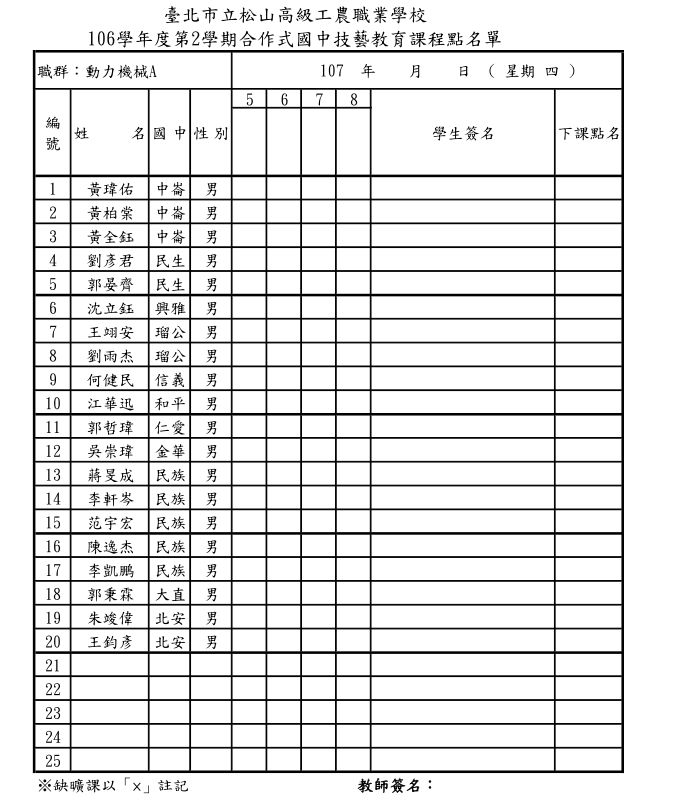 臺北市立松山高級工農職業學校
106學年度第2學期合作式國中技藝教育課程點名單
職群：動力機械A 107 年 月 日 （ 星期 四 ）
編號 姓 名 國 中 性 別 5 6 7 8 學生簽名 下課點名
1 黃瑋佑 中崙 男
2 黃柏棠 中崙 男
3 黃全鈺 中崙 男
4 劉彥君 民生 男
5 郭晏齊 民生 男
6 沈立鈺 興雅 男
7 王翊安 瑠公 男
8 劉雨杰 瑠公 男
9 何健民 信義 男
10 江華迅 和平 男
11 郭哲瑋 仁愛 男
12 吳崇瑋 金華 男
13 蔣旻成 民族 男
14 李軒岑 民族 男
15 范宇宏 民族 男
16 陳逸杰 民族 男
17 李凱鵬 民族 男
18 郭秉霖 大直 男
19 朱竣偉 北安 男
20 王鈞彥 北安 男
21
22
23
24
25
※缺曠課以「×」註記 教師簽名：